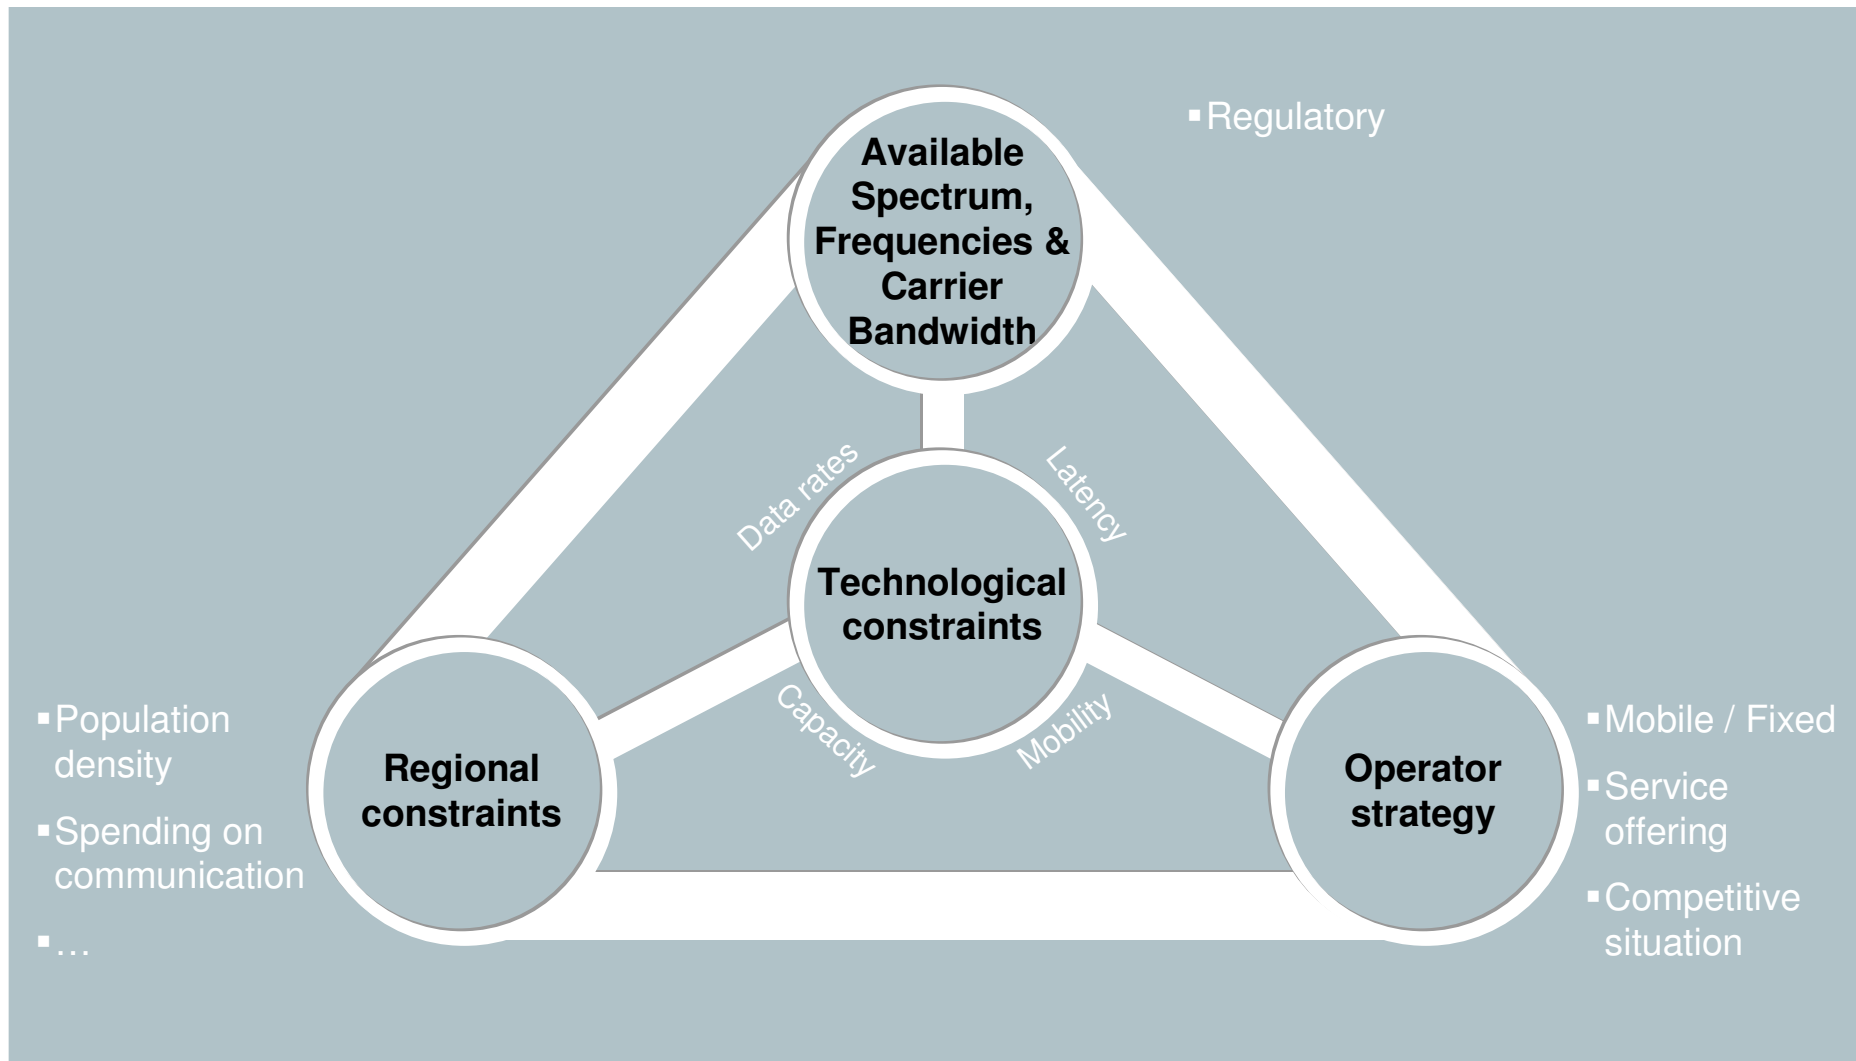 ▪Regulatory
Available
Spectrum,
Frequencies &
Carrier
Bandwidth
Data rates
Latency
Technological
constraints
Capacity
Mobility
▪Population
density
▪Spending on
communication
▪…
Regional
constraints
Operator
strategy
▪Mobile / Fixed
▪Service
offering
▪Competitive
situation